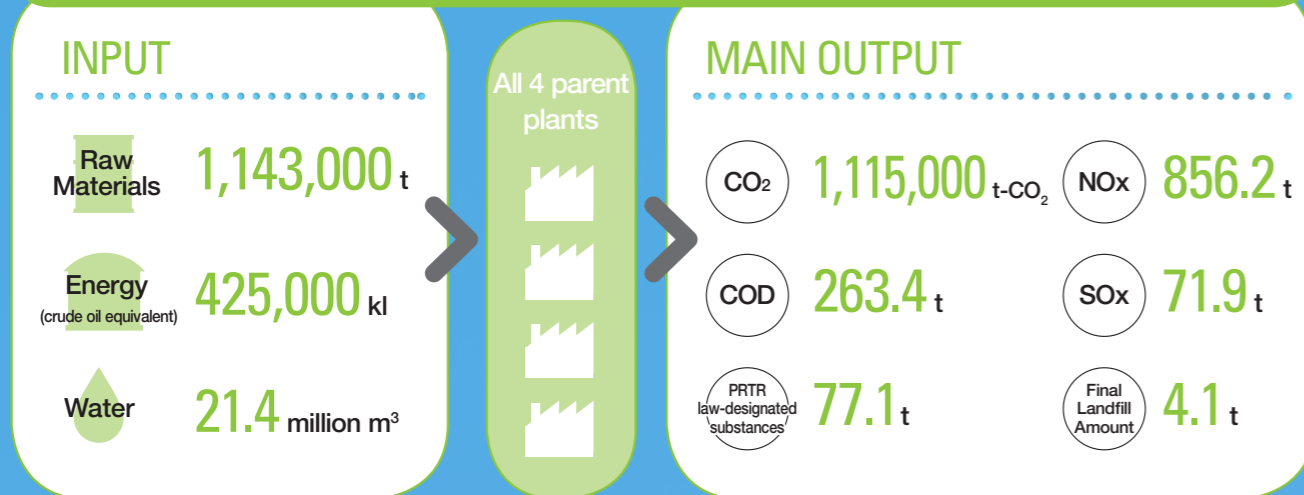 INPUT
Raw
Materials
1,143,000 t
Energy
(crude oil equivalent)
425,000 kl
Water
21.4 million m³
All 4 parent
plants
MAIN OUTPUT
CO₂
1,115,000 t-CO₂
NOx
856.2 t
COD
263.4 t
SOx
71.9 t
PRTR
law-designated
substances
77.1 t
Final
Landfill
Amount
4.1 t